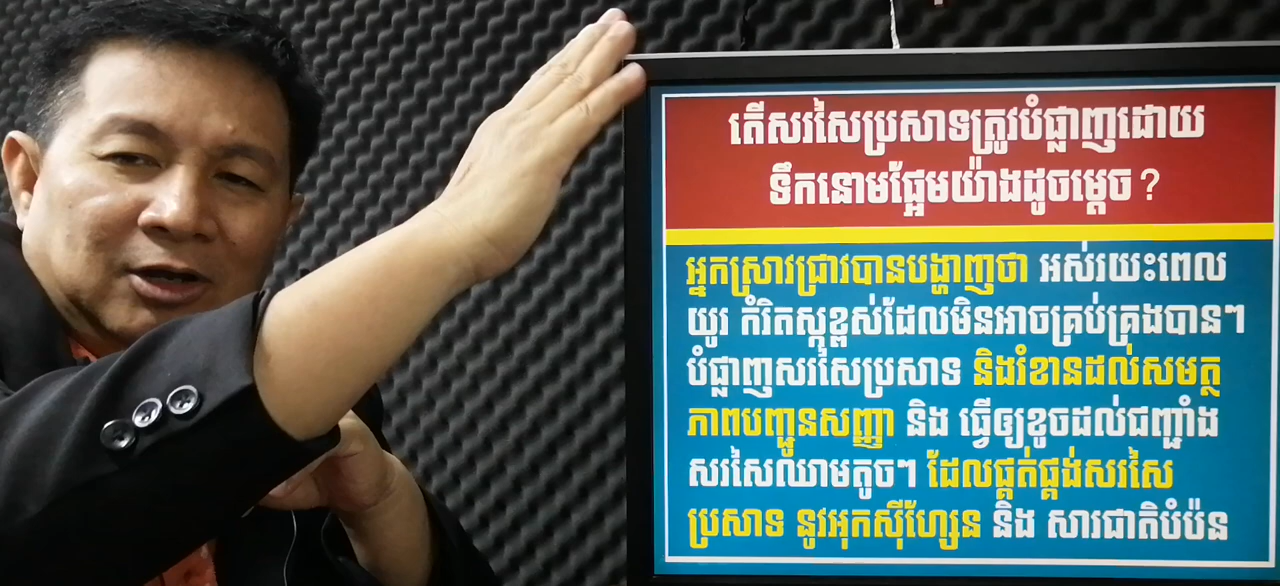 តើសរសៃប្រសាទត្រូវបំផ្លាញដោយ
ទឹកនោមផ្អែមយ៉ាងដូចម្តេច ?
អ្នកស្រាវជ្រាវបានបង្ហាញថា អស់រយៈពេល
យូរ កំរិតស្ករខ្ពស់ដែលមិនអាចគ្រប់គ្រងបានៗ
បំផ្លាញសរសៃប្រសាទ និងរំខានដល់សមត្ថ
ភាពបញ្ជូនសញ្ញា និង ធ្វើឲ្យខូចដល់ជញ្ជាំង
សរសៃឈាមតូចៗ ដែលផ្គត់ផ្គង់សរសៃ
ប្រសាទ នូវអុកស៊ីហ្សែន និង សារជាតិបំប៉ន